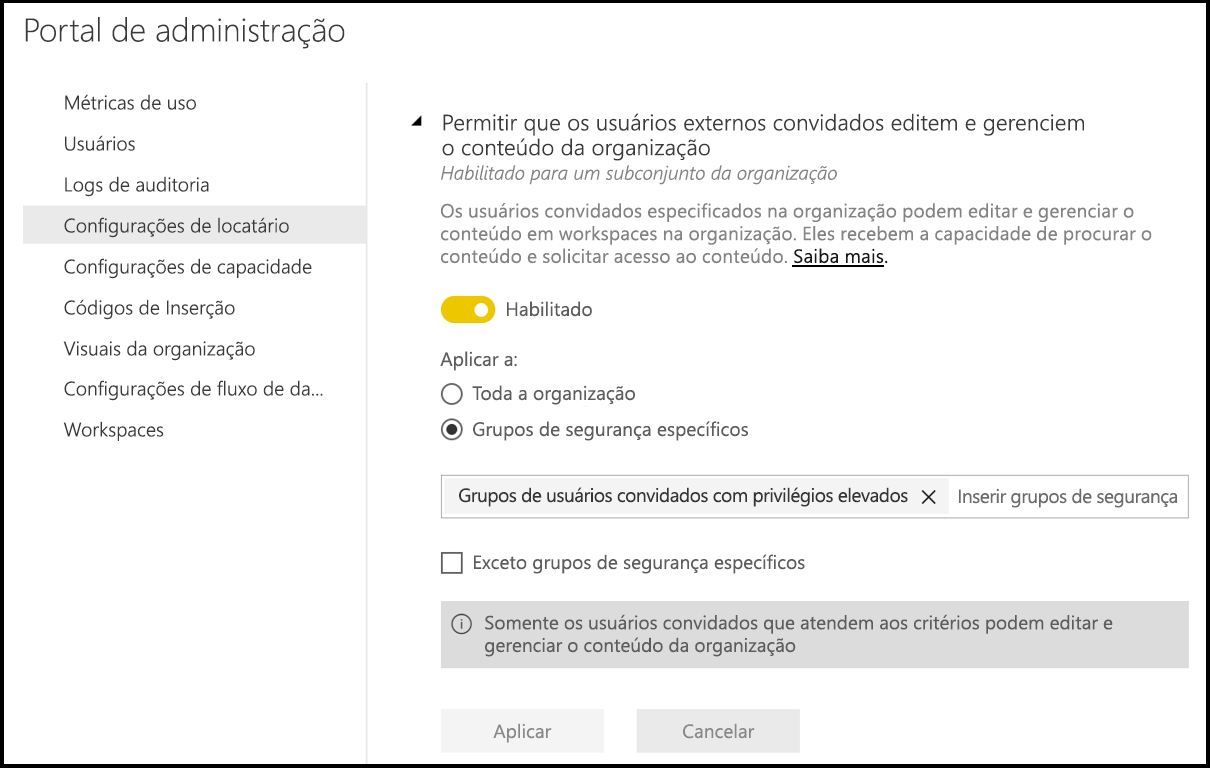 Portal de administração
Métricas de uso
Usuários
Logs de auditoria
Configurações de locatário
Configurações de capacidade
Códigos de Inserção
Visuais da organização
Configurações de fluxo de da...
Workspaces
Permitir que os usuários externos convidados editem e gerenciem
o conteúdo da organização
Habilitado para um subconjunto da organização
Os usuários convidados especificados na organização podem editar e gerenciar o
conteúdo em workspaces na organização. Eles recebem a capacidade de procurar o
conteúdo e solicitar acesso ao conteúdo. Saiba mais.
Habilitado
Aplicar a:
Toda a organização
Grupos de segurança específicos
Grupos de usuários convidados com privilégios elevados Inserir grupos de segurança
Exceto grupos de segurança específicos
Somente os usuários convidados que atendem aos critérios podem editar e
gerenciar o conteúdo da organização
Aplicar Cancelar